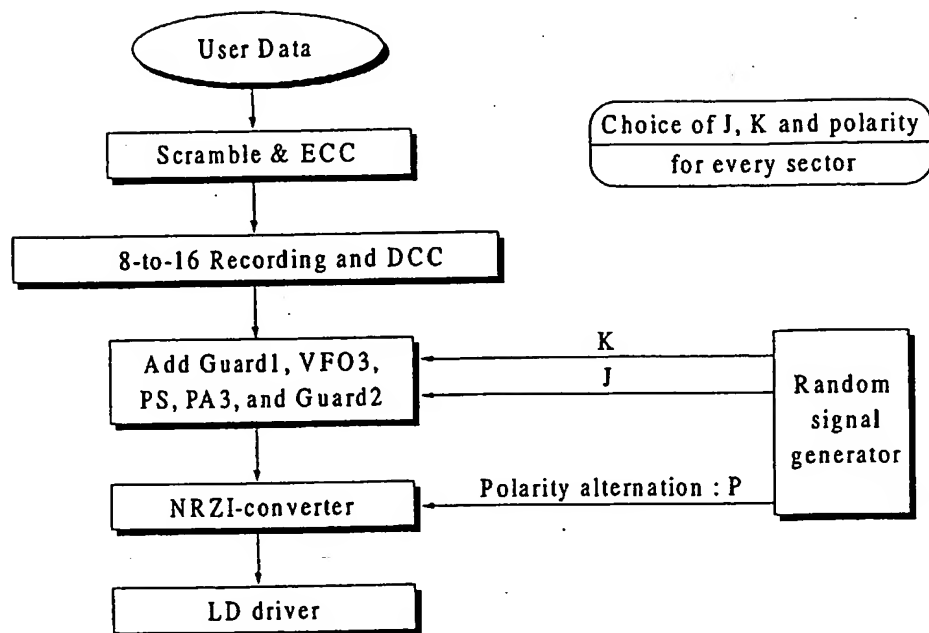 User Data
Scramble & ECC
Choice of J, K and polarity
for every sector
8-to-16 Recording and DCC
Add Guard1, VFO3,
PS, PA3, and Guard2
K
J
Random
signal
generator
NRZI-converter
Polarity alternation : P
LD driver